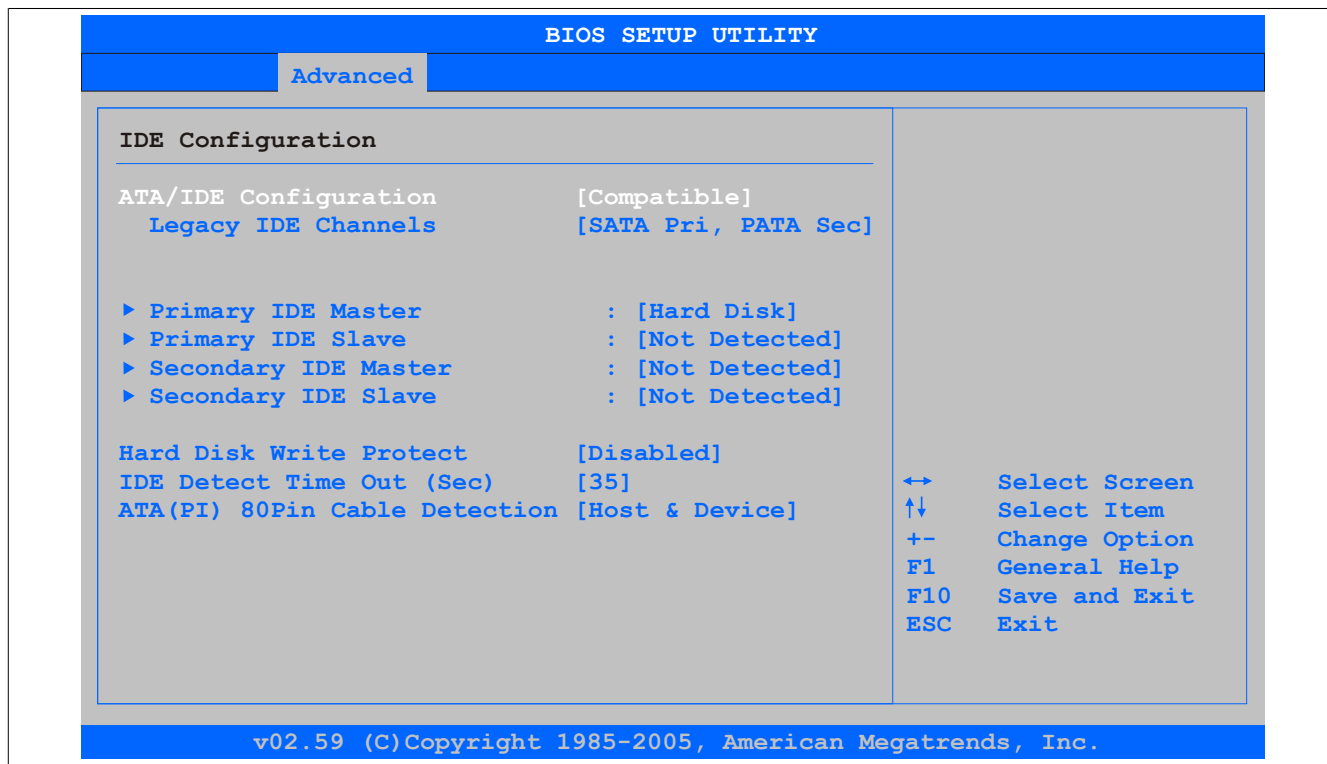 BIOS SETUP UTILITY
Advanced
IDE Configuration
ATA/IDE Configuration [Compatible]
Legacy IDE Channels [SATA Pri, PATA Sec]
Primary IDE Master : [Hard Disk]
Primary IDE Slave : [Not Detected]
Secondary IDE Master : [Not Detected]
Secondary IDE Slave : [Not Detected]
Hard Disk Write Protect [Disabled]
IDE Detect Time Out (Sec) [35]
ATA(PI) 80Pin Cable Detection [Host & Device]
↔ Select Screen
↑↓ Select Item
+- Change Option
F1 General Help
F10 Save and Exit
ESC Exit
v02.59 (C)Copyright 1985-2005, American Megatrends, Inc.